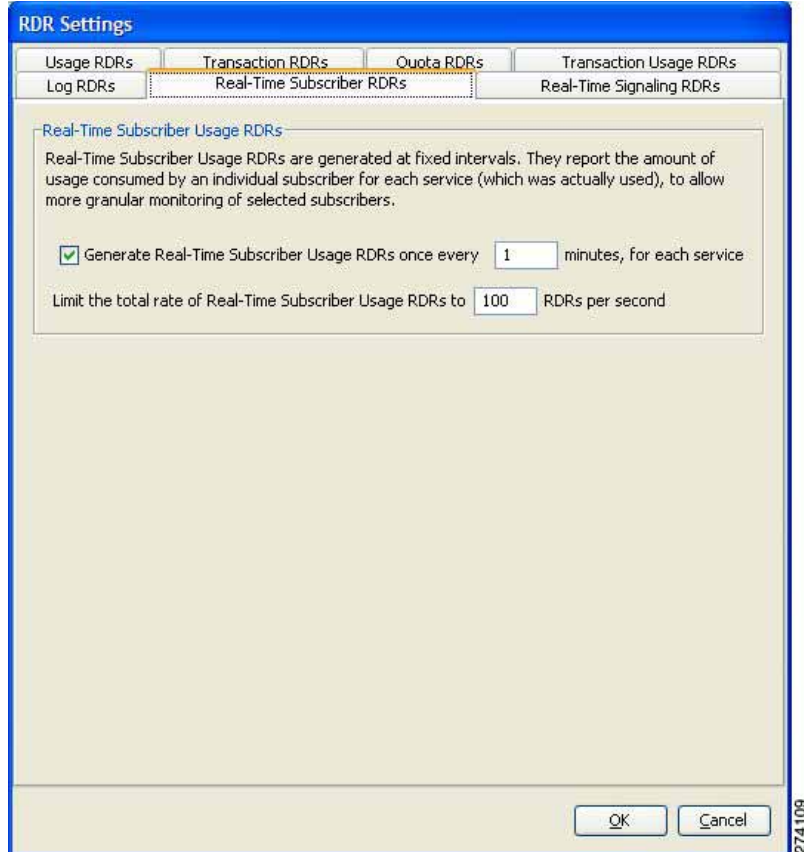 RDR Settings
Usage RDRs Transaction RDRs Quota RDRs Transaction Usage RDRs
Log RDRs Real-Time Subscriber RDRs Real-Time Signaling RDRs
Real-Time Subscriber Usage RDRs
Real-Time Subscriber Usage RDRs are generated at fixed intervals. They report the amount of
usage consumed by an individual subscriber for each service (which was actually used), to allow
more granular monitoring of selected subscribers.
Generate Real-Time Subscriber Usage RDRs once every 1 minutes, for each service
Limit the total rate of Real-Time Subscriber Usage RDRs to 100 RDRs per second
OK Cancel
274109